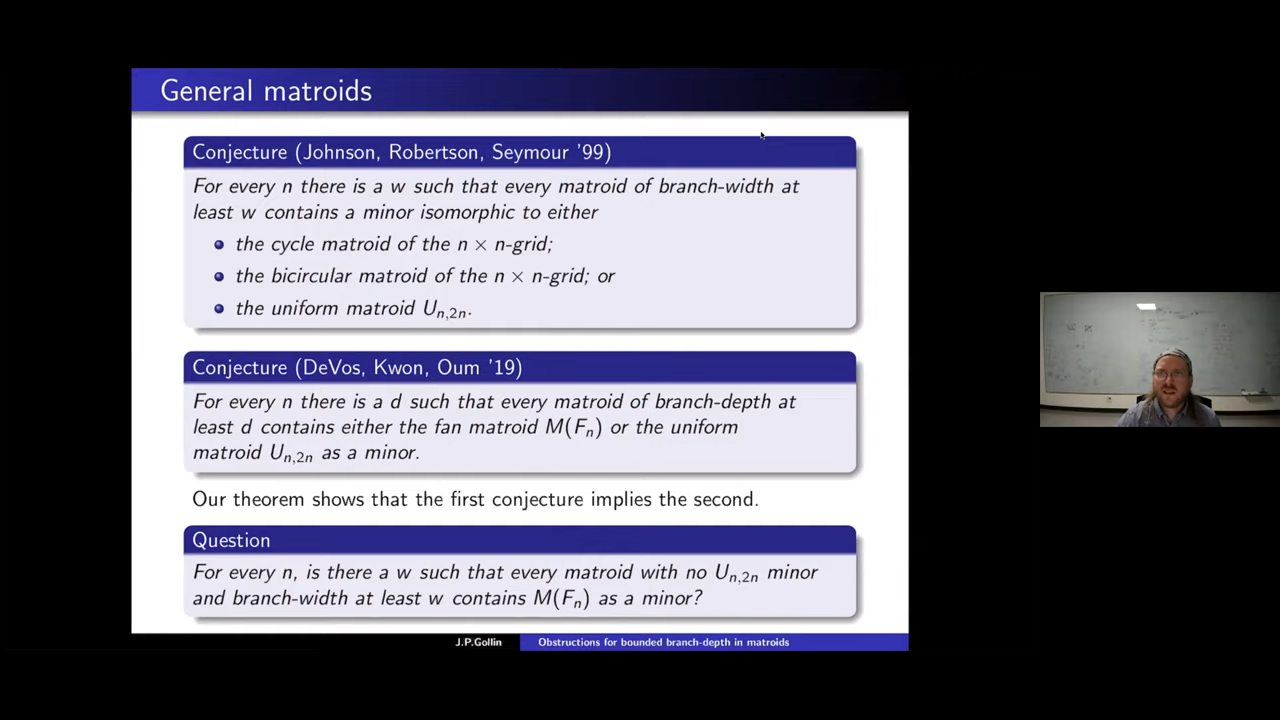 General matroids
Conjecture (Johnson, Robertson, Seymour '99)
For every n there is a w such that every matroid of branch-width at
least w contains a minor isomorphic to either
the cycle matroid of the n × n-grid;
the bicircular matroid of the n × n-grid; or
the uniform matroid Uₙ,₂ₙ.
Conjecture (DeVos, Kwon, Oum '19)
For every n there is a d such that every matroid of branch-depth at
least d contains either the fan matroid M(Fₙ) or the uniform
matroid Uₙ,₂ₙ as a minor.
Our theorem shows that the first conjecture implies the second.
Question
For every n, is there a w such that every matroid with no Uₙ,₂ₙ minor
and branch-width at least w contains M(Fₙ) as a minor?
J.P.Gollin Obstructions for bounded branch-depth in matroids